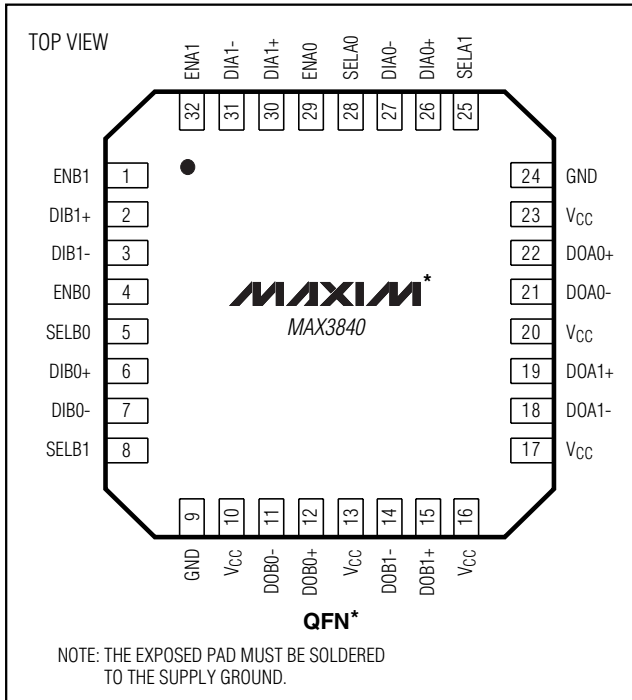 TOP VIEW
ENA1
DIA1-
DIA1+
ENA0
SELA0
DIA0-
DIA0+
SELA1
32
31
30
29
28
27
26
25
ENB1 1
DIB1+ 2
DIB1- 3
ENB0 4
SELB0 5
DIB0+ 6
DIB0- 7
SELB1 8
MAXIM*
MAX3840
24 GND
23 VCC
22 DOA0+
21 DOA0-
20 VCC
19 DOA1+
18 DOA1-
17 VCC
9
10
11
12
13
14
15
16
GND
VCC
DOB0-
DOB0+
VCC
DOB1-
DOB1+
VCC
QFN*
NOTE: THE EXPOSED PAD MUST BE SOLDERED
TO THE SUPPLY GROUND.